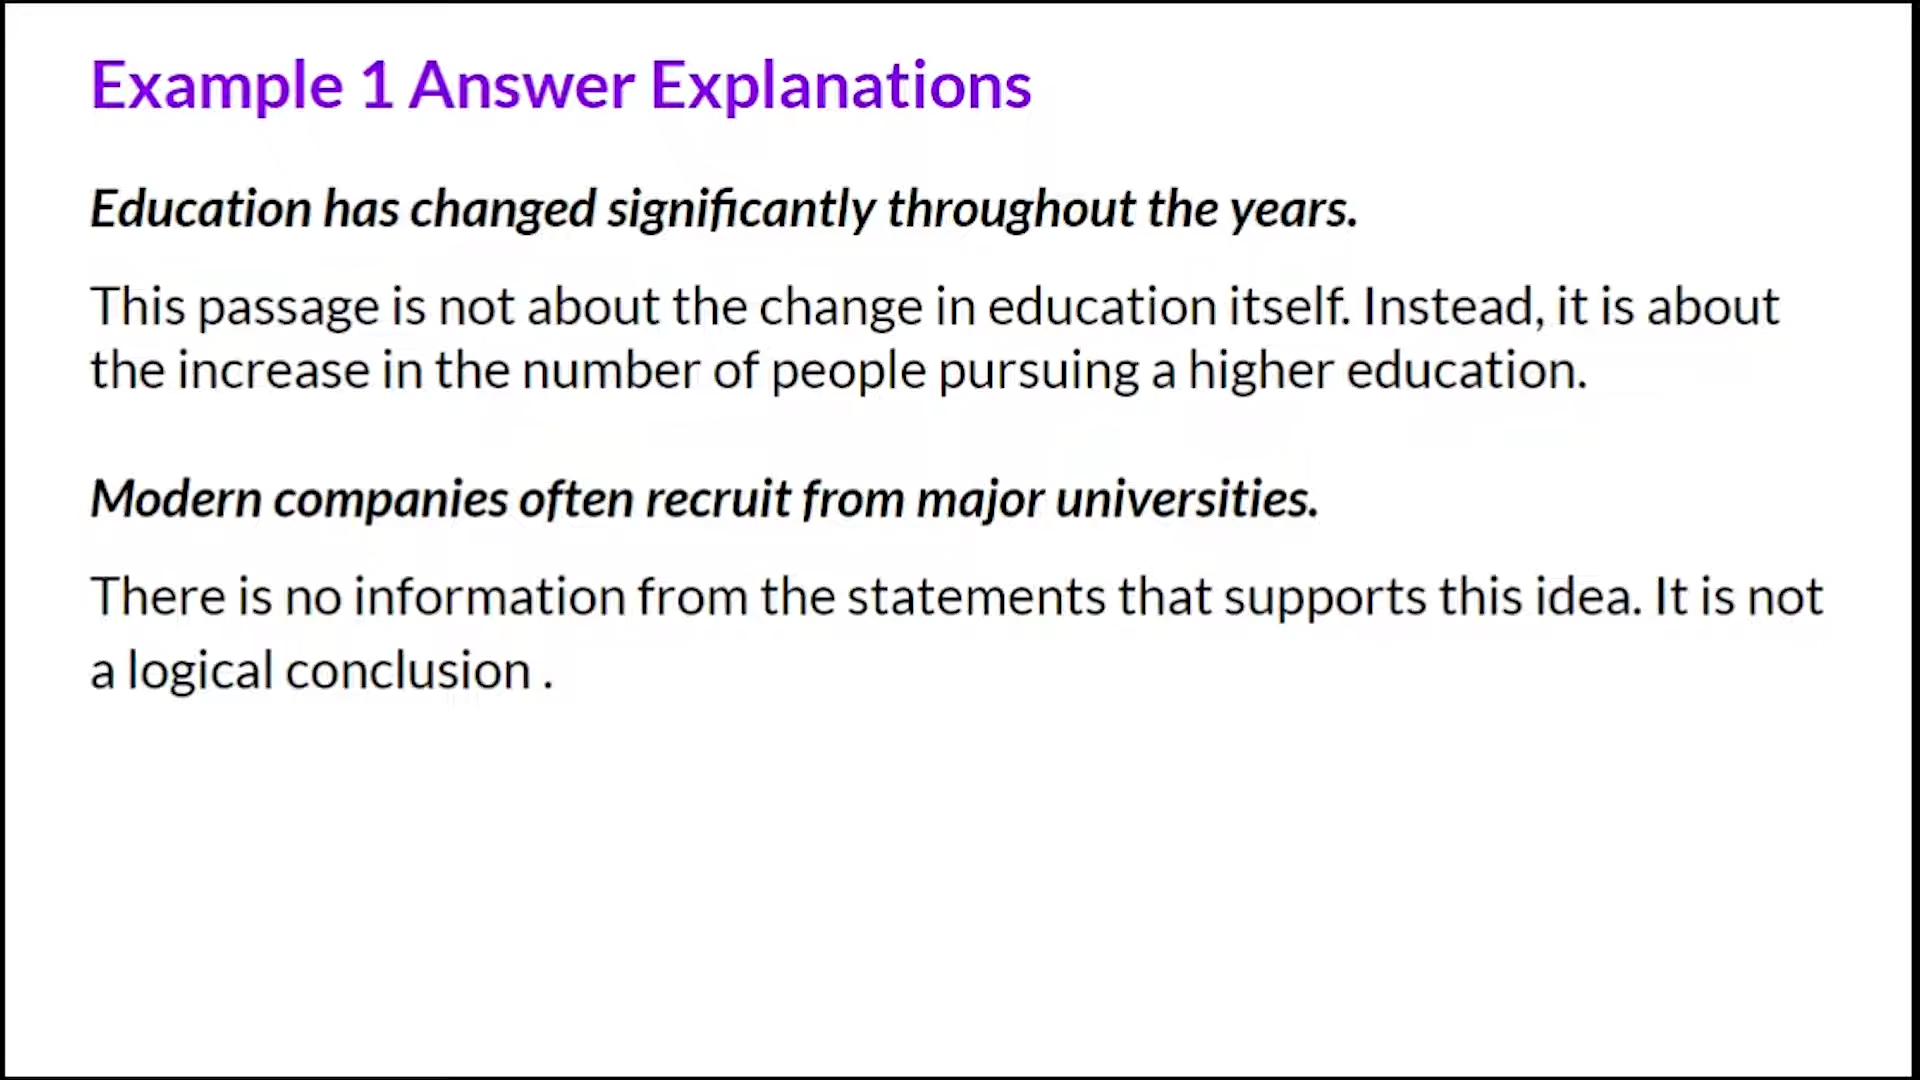 Example 1 Answer Explanations
Education has changed significantly throughout the years.
This passage is not about the change in education itself. Instead, it is about
the increase in the number of people pursuing a higher education.
Modern companies often recruit from major universities.
There is no information from the statements that supports this idea. It is not
a logical conclusion .